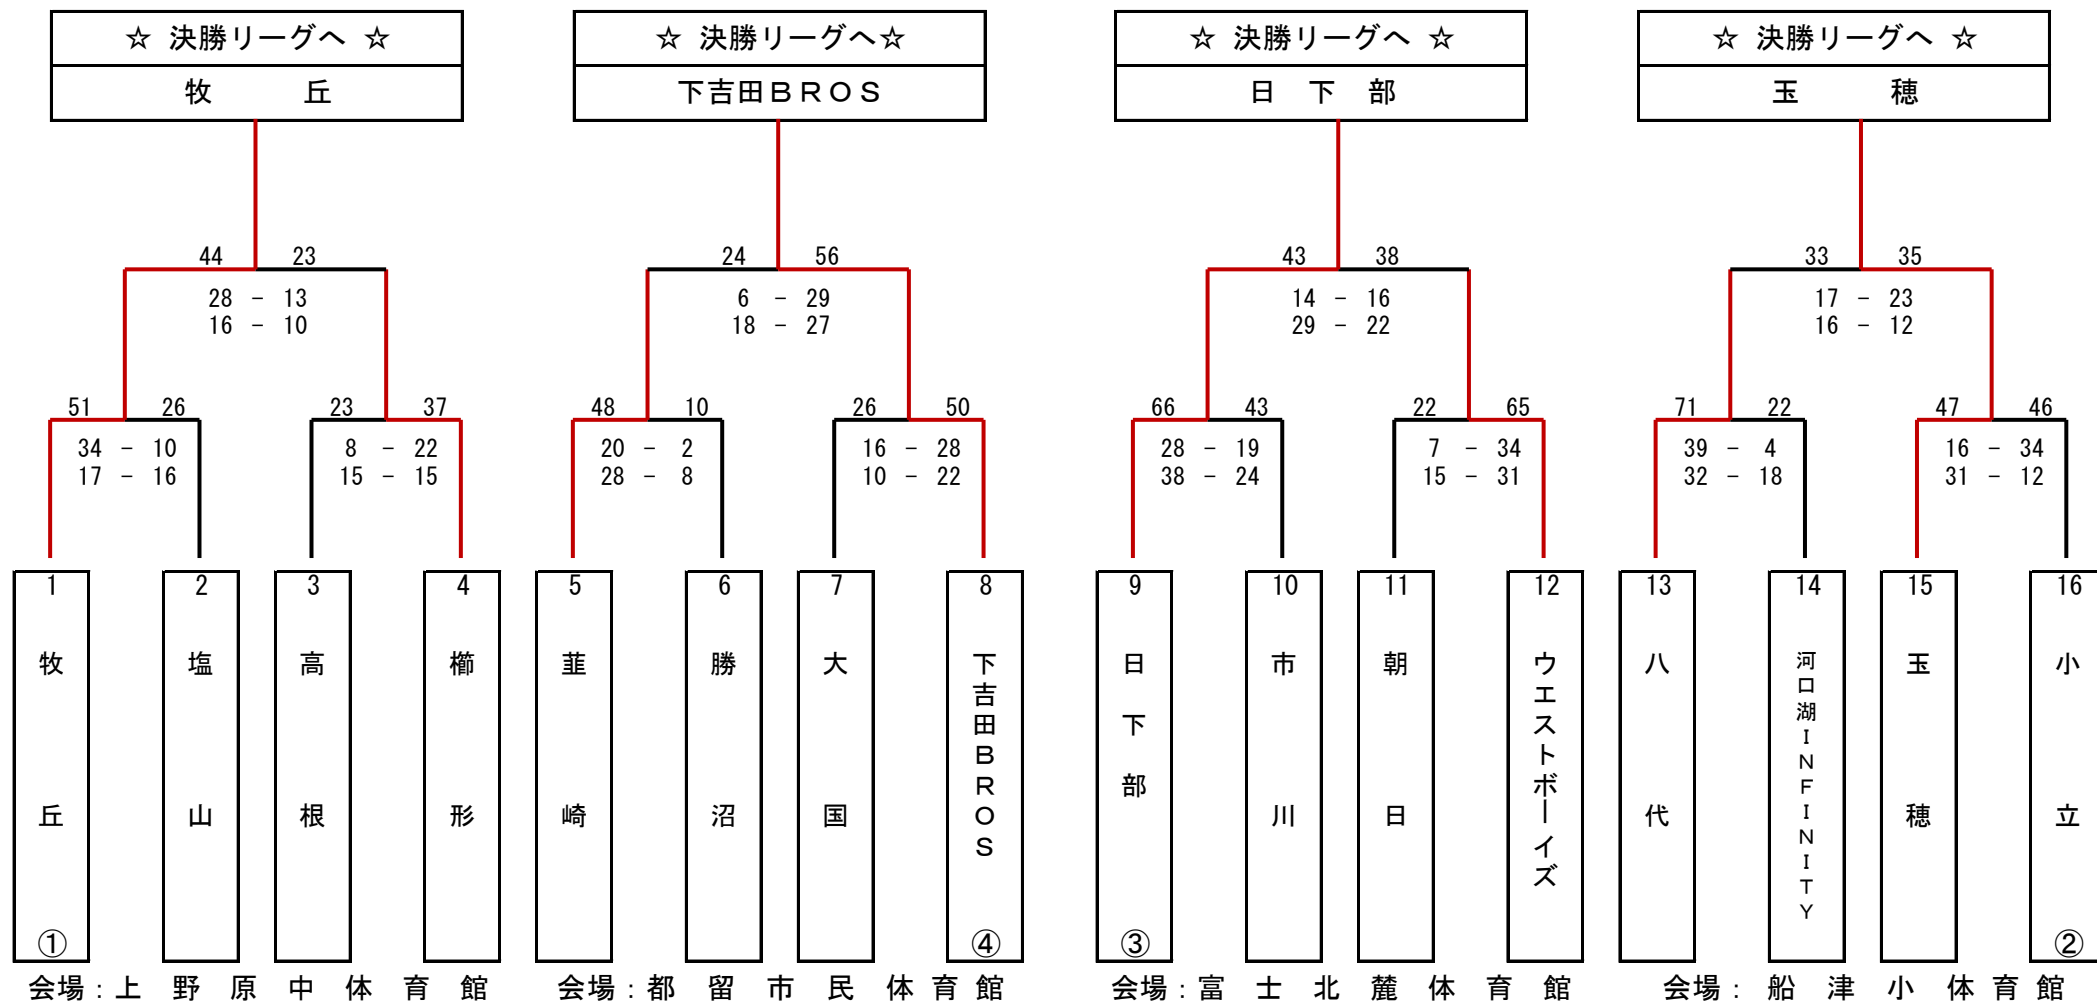 ☆ 決勝リーグへ ☆
牧 丘
☆ 決勝リーグへ☆
下吉田ＢＲＯＳ
☆ 決勝リーグへ ☆
日 下 部
☆ 決勝リーグへ ☆
玉 穂
44 23
28 - 13
16 - 10
24 56
6 - 29
18 - 27
43 38
14 - 16
29 - 22
33 35
17 - 23
16 - 12
51 26
34 - 10
17 - 16
23 37
8 - 22
15 - 15
48 10
20 - 2
28 - 8
26 50
16 - 28
10 - 22
66 43
28 - 19
38 - 24
22 65
7 - 34
15 - 31
71 22
39 - 4
32 - 18
47 46
16 - 34
31 - 12
1
牧丘
①
2
塩山
3
高根
4
櫛形
5
韮崎
6
勝沼
7
大国
8
下吉田ＢＲＯＳ
④
9
日下部
③
10
市川
11
朝日
12
ウエストボーイズ
13
八代
14
河口湖ＩＮＦＩＮＩＴＹ
15
玉穂
16
小立
②
会場：上 野 原 中 体 育 館
会場：都 留 市 民 体 育 館
会場：富 士 北 麓 体 育 館
会場：船 津 小 体 育 館